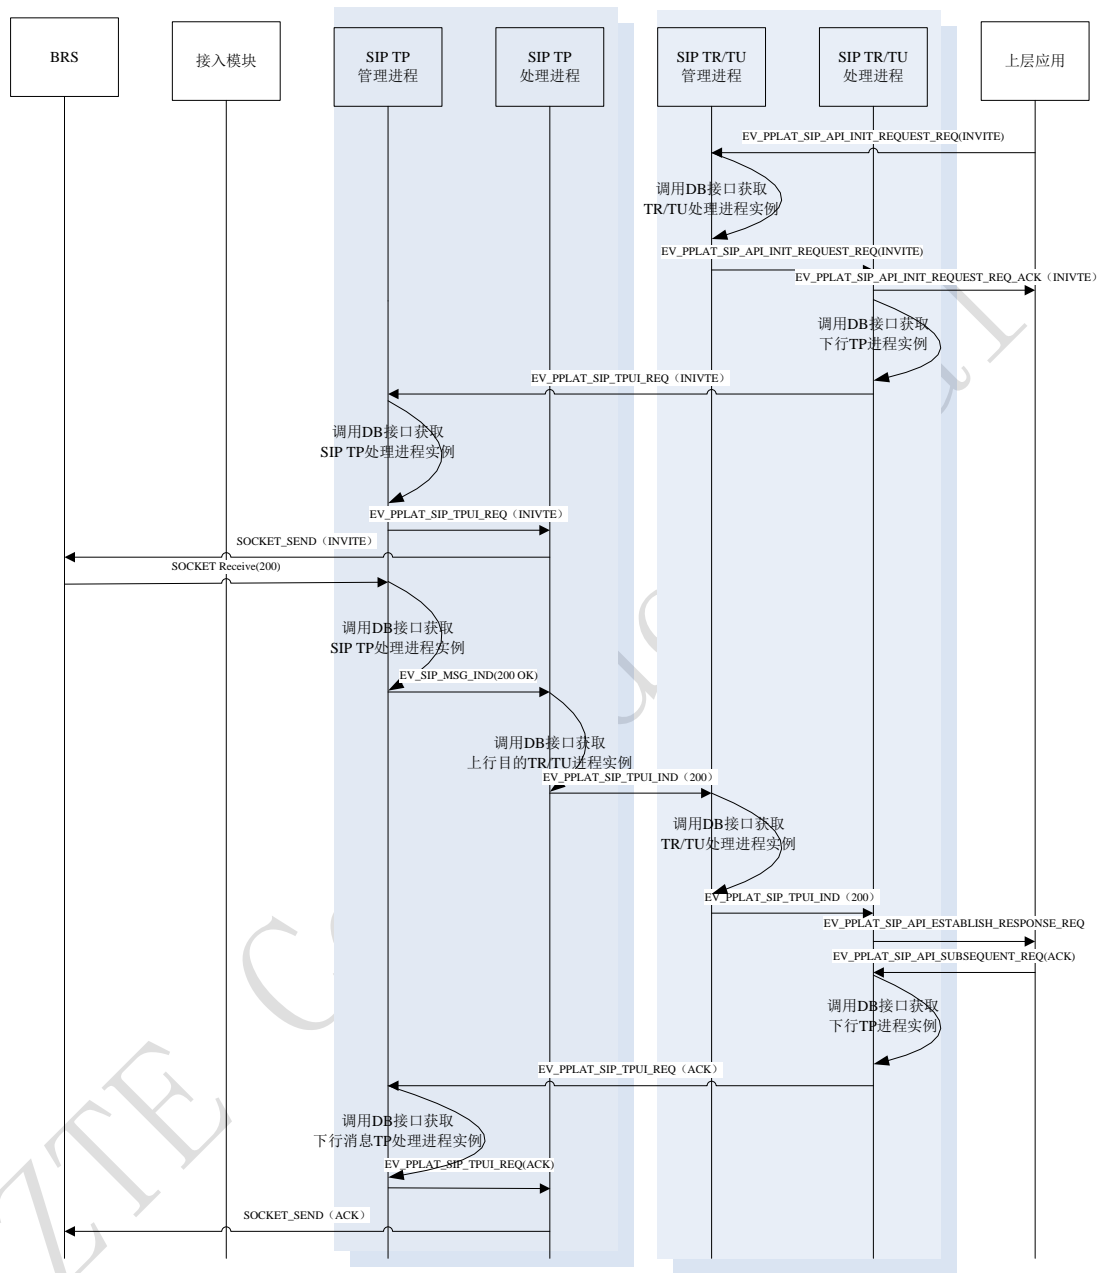 BRS
接入模块
SIP TP
管理进程
SIP TP
处理进程
SIP TR/TU
管理进程
SIP TR/TU
处理进程
上层应用
EV_PPLAT_SIP_API_INIT_REQUEST_REQ(INVITE)
调用DB接口获取
TR/TU处理进程实例
EV_PPLAT_SIP_API_INIT_REQUEST_REQ(INVITE)
EV_PPLAT_SIP_API_INIT_REQUEST_REQ_ACK（INIVTE)
调用DB接口获取
下行TP进程实例
EV_PPLAT_SIP_TPUI_REQ（INIVTE）
调用DB接口获取
SIP TP处理进程实例
EV_PPLAT_SIP_TPUI_REQ（INIVTE）
SOCKET_SEND（INVITE）
SOCKET Receive(200)
调用DB接口获取
SIP TP处理进程实例
EV_SIP_MSG_IND(200 OK)
调用DB接口获取
上行目的TR/TU进程实例
EV_PPLAT_SIP_TPUI_IND（200）
调用DB接口获取
TR/TU处理进程实例
EV_PPLAT_SIP_TPUI_IND（200）
EV_PPLAT_SIP_API_ESTABLISH_RESPONSE_REQ
EV_PPLAT_SIP_API_SUBSEQUENT_REQ(ACK)
调用DB接口获取
下行TP进程实例
EV_PPLAT_SIP_TPUI_REQ（ACK）
调用DB接口获取
下行消息TP处理进程实例
EV_PPLAT_SIP_TPUI_REQ(ACK)
SOCKET_SEND（ACK）
ZTE